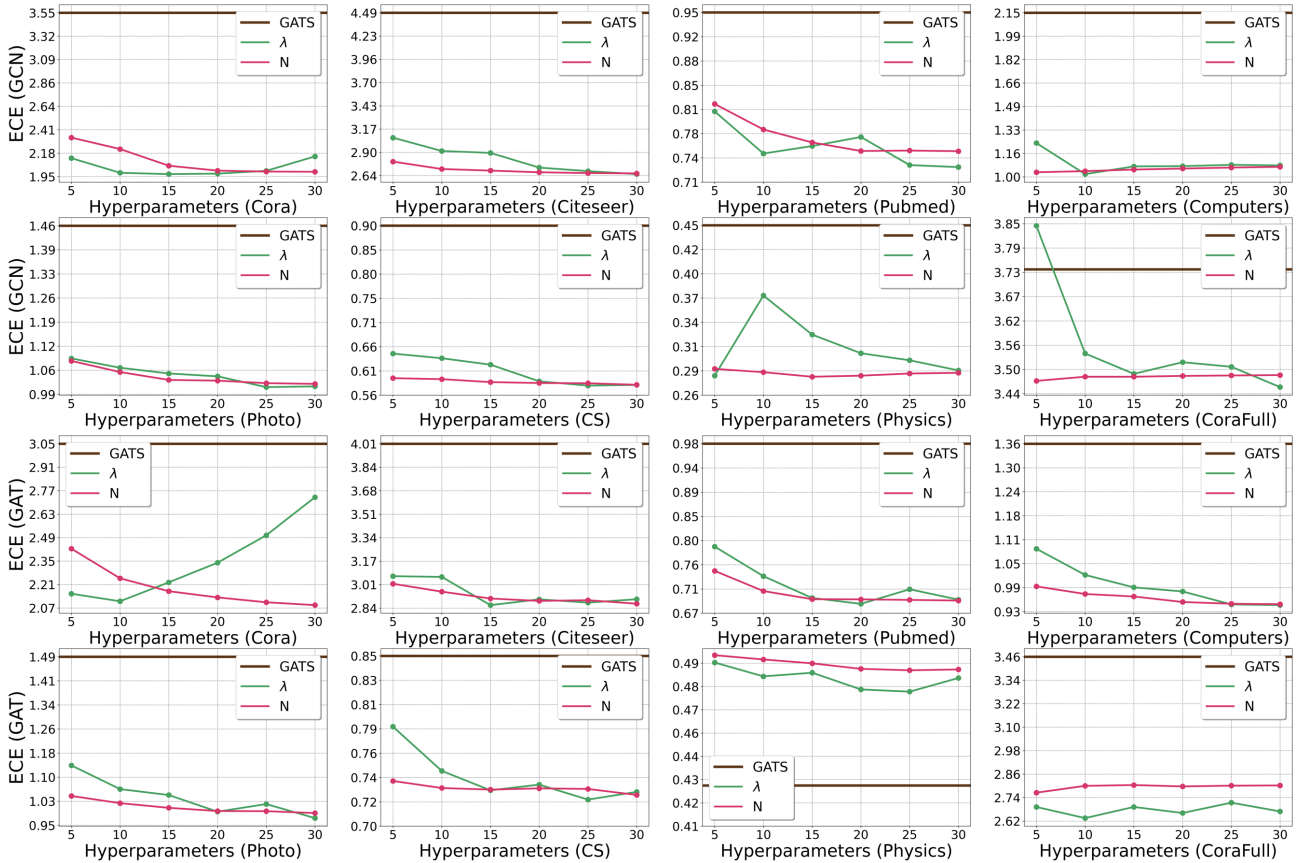 ECE (GCN)
3.55
3.32
3.09
2.86
2.64
2.41
2.18
1.95
GATS
λ
N
5 10 15 20 25 30
Hyperparameters (Cora)
4.49
4.23
3.96
3.70
3.43
3.17
2.90
2.64
GATS
λ
N
5 10 15 20 25 30
Hyperparameters (Citeseer)
0.95
0.92
0.88
0.85
0.81
0.78
0.74
0.71
GATS
λ
N
5 10 15 20 25 30
Hyperparameters (Pubmed)
2.15
1.99
1.82
1.66
1.49
1.33
1.16
1.00
GATS
λ
N
5 10 15 20 25 30
Hyperparameters (Computers)
ECE (GCN)
1.46
1.39
1.33
1.26
1.19
1.12
1.06
0.99
GATS
λ
N
5 10 15 20 25 30
Hyperparameters (Photo)
0.90
0.85
0.80
0.75
0.71
0.66
0.61
0.56
GATS
λ
N
5 10 15 20 25 30
Hyperparameters (CS)
0.45
0.42
0.40
0.37
0.34
0.31
0.29
0.26
GATS
λ
N
5 10 15 20 25 30
Hyperparameters (Physics)
3.85
3.79
3.73
3.67
3.62
3.56
3.50
3.44
GATS
λ
N
5 10 15 20 25 30
Hyperparameters (CoraFull)
ECE (GAT)
3.05
2.91
2.77
2.63
2.49
2.35
2.21
2.07
GATS
λ
N
5 10 15 20 25 30
Hyperparameters (Cora)
4.01
3.84
3.68
3.51
3.34
3.17
3.01
2.84
GATS
λ
N
5 10 15 20 25 30
Hyperparameters (Citeseer)
0.98
0.94
0.89
0.85
0.80
0.76
0.71
0.67
GATS
λ
N
5 10 15 20 25 30
Hyperparameters (Pubmed)
1.36
1.30
1.24
1.18
1.11
1.05
0.99
0.93
GATS
λ
N
5 10 15 20 25 30
Hyperparameters (Computers)
ECE (GAT)
1.49
1.41
1.34
1.26
1.18
1.10
1.03
0.95
GATS
λ
N
5 10 15 20 25 30
Hyperparameters (Photo)
0.85
0.83
0.81
0.79
0.76
0.74
0.72
0.70
GATS
λ
N
5 10 15 20 25 30
Hyperparameters (CS)
0.49
0.48
0.47
0.46
0.44
0.43
0.42
0.41
GATS
λ
N
5 10 15 20 25 30
Hyperparameters (Physics)
3.46
3.34
3.22
3.10
2.98
2.86
2.74
2.62
GATS
λ
N
5 10 15 20 25 30
Hyperparameters (CoraFull)